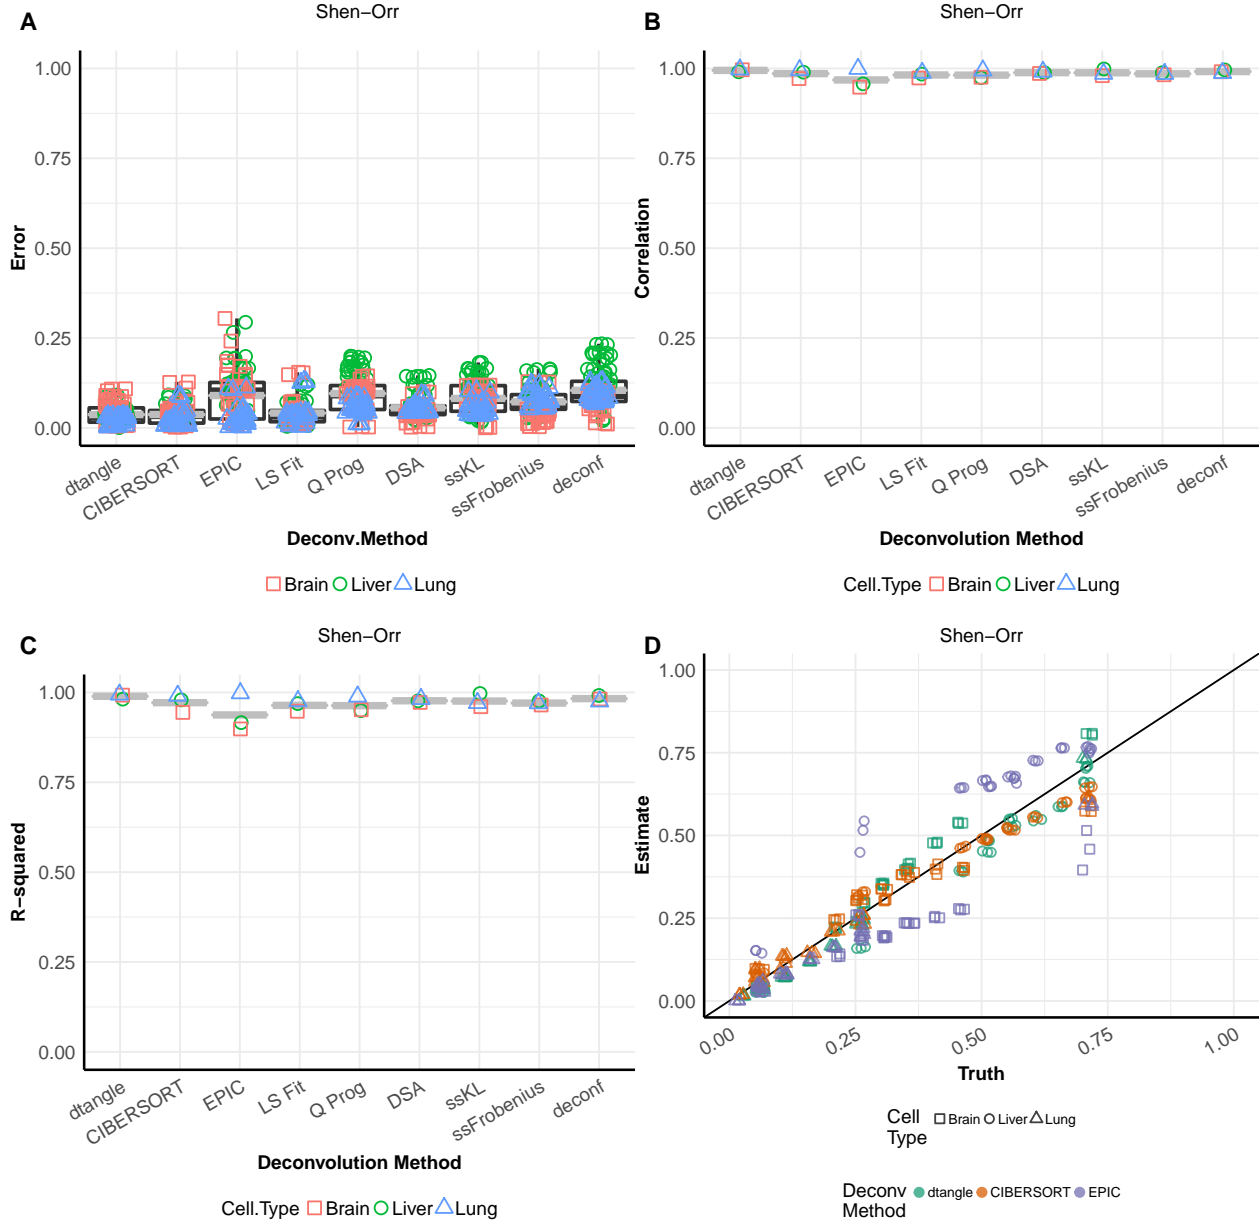 A
Shen−Orr
1.00
0.75
0.50
0.25
0.00
Error
dtangle
CIBERSORT
EPIC
LS Fit
Q Prog
DSA
ssKL
ssFrobenius
deconf
Deconv.Method
Brain Liver Lung
B
Shen−Orr
1.00
0.75
0.50
0.25
0.00
Correlation
dtangle
CIBERSORT
EPIC
LS Fit
Q Prog
DSA
ssKL
ssFrobenius
deconf
Deconvolution Method
Cell.Type Brain Liver Lung
C
Shen−Orr
1.00
0.75
0.50
0.25
0.00
R−squared
dtangle
CIBERSORT
EPIC
LS Fit
Q Prog
DSA
ssKL
ssFrobenius
deconf
Deconvolution Method
Cell.Type Brain Liver Lung
D
Shen−Orr
1.00
0.75
0.50
0.25
0.00
Estimate
0.00
0.25
0.50
0.75
1.00
Truth
Cell
Type
Brain Liver Lung
Deconv
Method
dtangle CIBERSORT EPIC